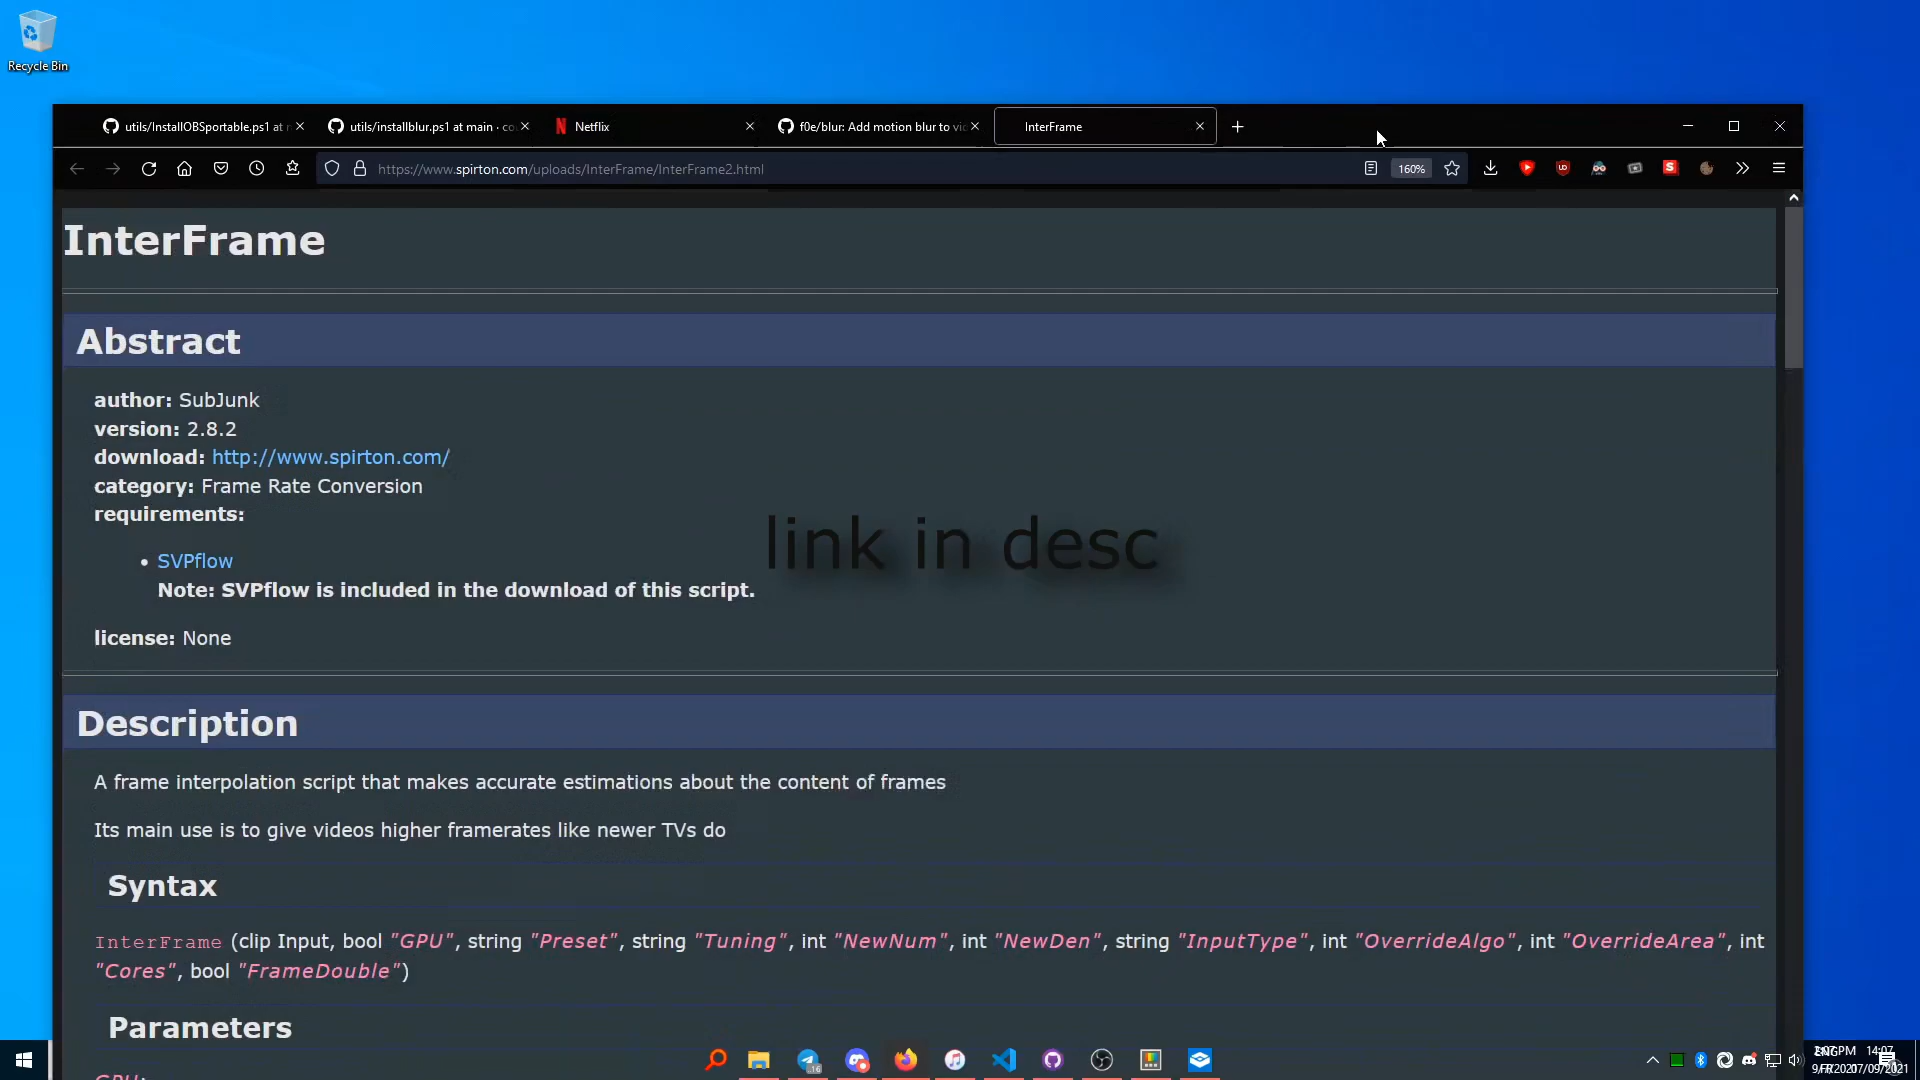 Recycle Bin
utils/InstallOBSportable.ps1 at
utils/installblur.ps1 at main · co
Netflix
f0e/blur: Add motion blur to vi
InterFrame
https://www.spirton.com/uploads/InterFrame/InterFrame2.html
160%
InterFrame
Abstract
author: SubJunk
version: 2.8.2
download: http://www.spirton.com/
category: Frame Rate Conversion
requirements:
• SVPflow
Note: SVPflow is included in the download of this script.
link in desc
license: None
Description
A frame interpolation script that makes accurate estimations about the content of frames
Its main use is to give videos higher framerates like newer TVs do
Syntax
InterFrame (clip Input, bool "GPU", string "Preset", string "Tuning", int "NewNum", int "NewDen", string "InputType", int "OverrideAlgo", int "OverrideArea", int
"Cores", bool "FrameDouble")
Parameters
GPU:
14:07